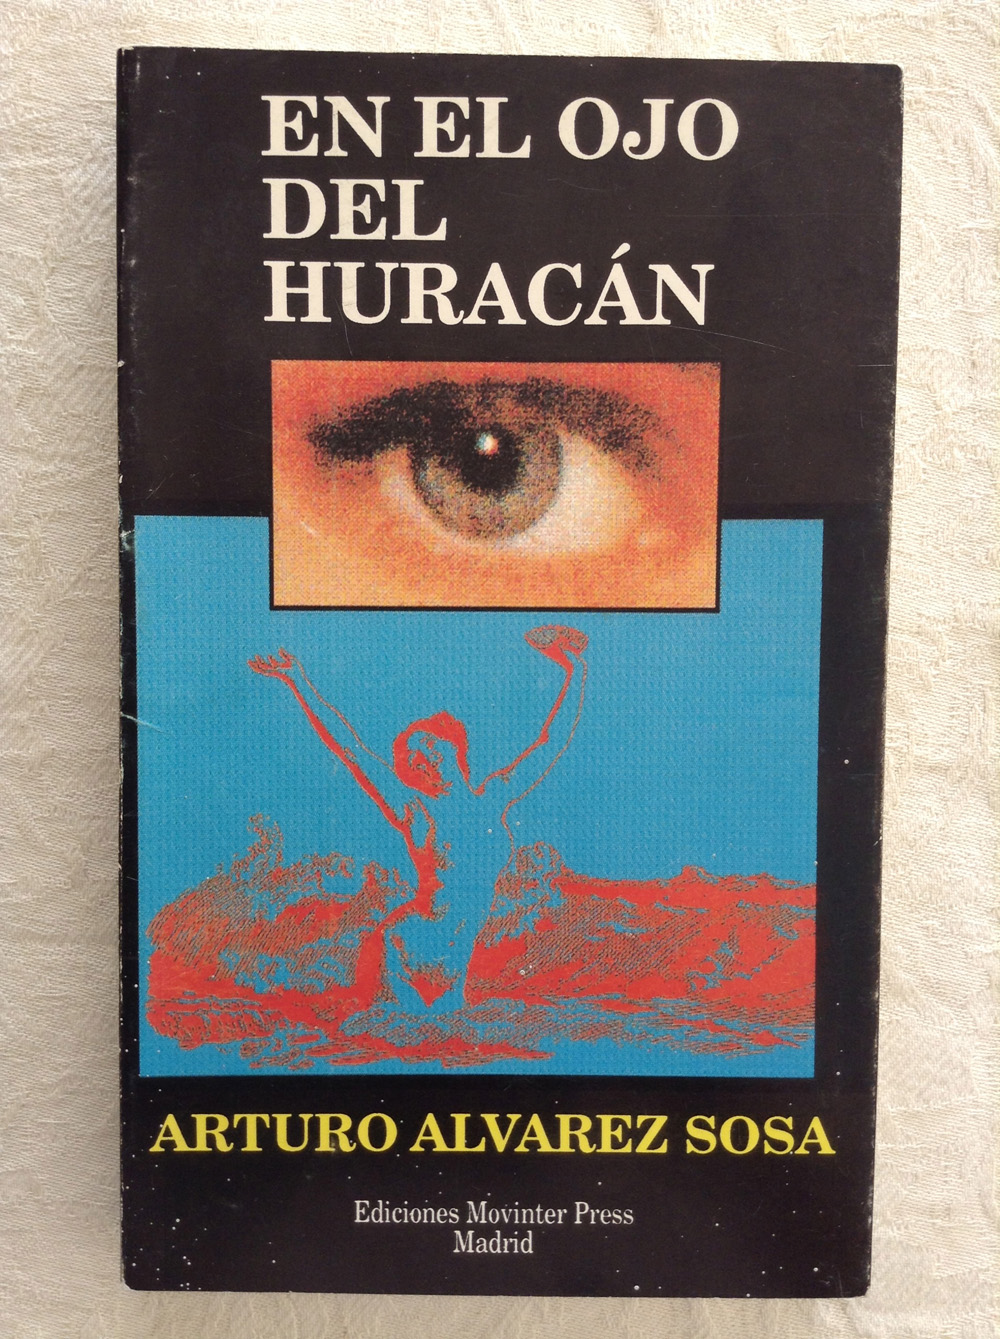 EN EL OJO
DEL
HURACÁN
ARTURO ALVAREZ SOSA
Ediciones Movinter Press
Madrid